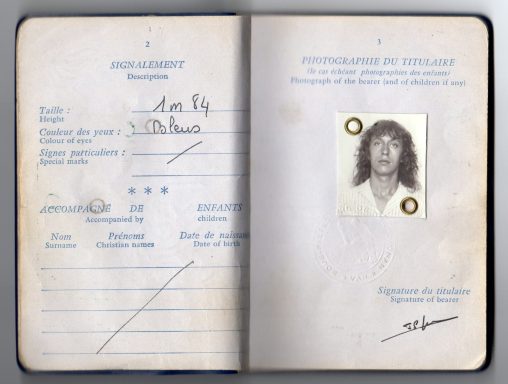 2
SIGNALEMENT
Description
Taille : 1m 84
Height
Couleur des yeux : Bleus
Colour of eyes
Signes particuliers :
Special marks
* * *
ACCOMPAGNÉ DE ENFANTS
Accompanied by children
Nom Prénoms Date de naissance
Surname Christian names Date of birth
3
PHOTOGRAPHIE DU TITULAIRE
(le cas échéant photographies des enfants)
Photograph of the bearer (and of children if any)
Signature du titulaire
Signature of bearer